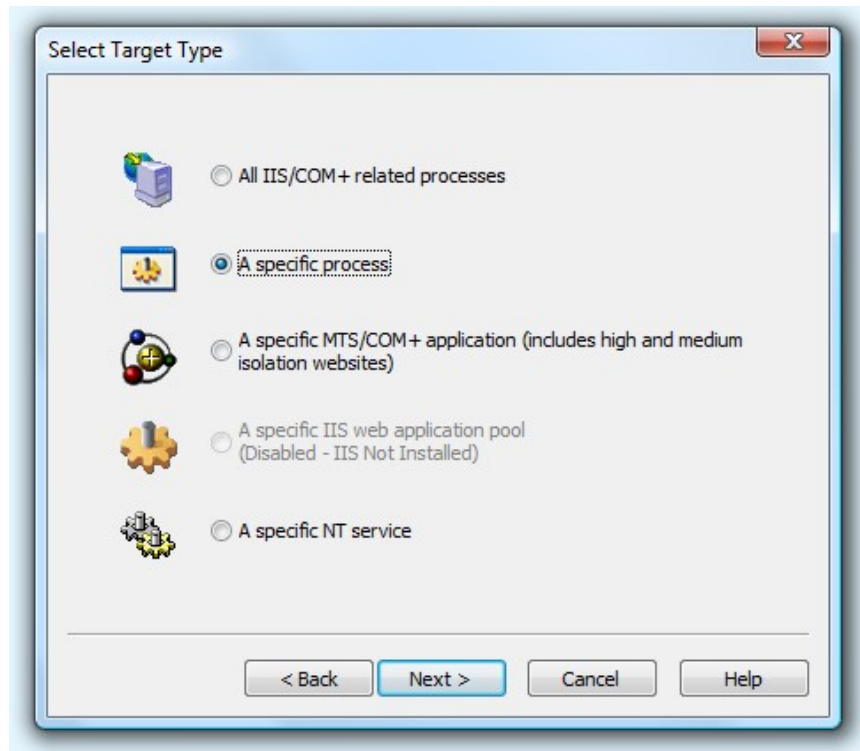 Select Target Type
All IIS/COM+ related processes
A specific process
A specific MTS/COM+ application (includes high and medium
isolation websites)
A specific IIS web application pool
(Disabled - IIS Not Installed)
A specific NT service
< Back Next > Cancel Help